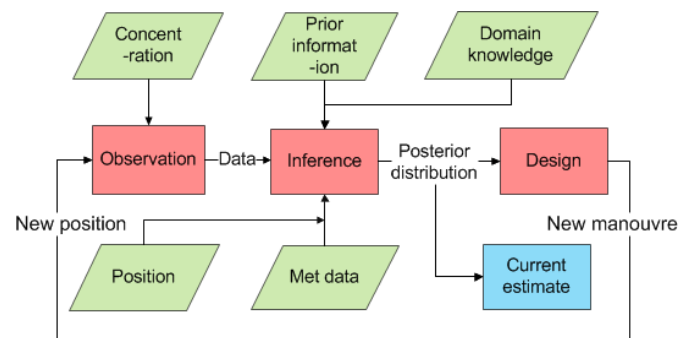 Concent
-ration
Prior
informat
-ion
Domain
knowledge
Observation
Data
Inference
Posterior
distribution
Design
New position
New manouvre
Position
Met data
Current
estimate